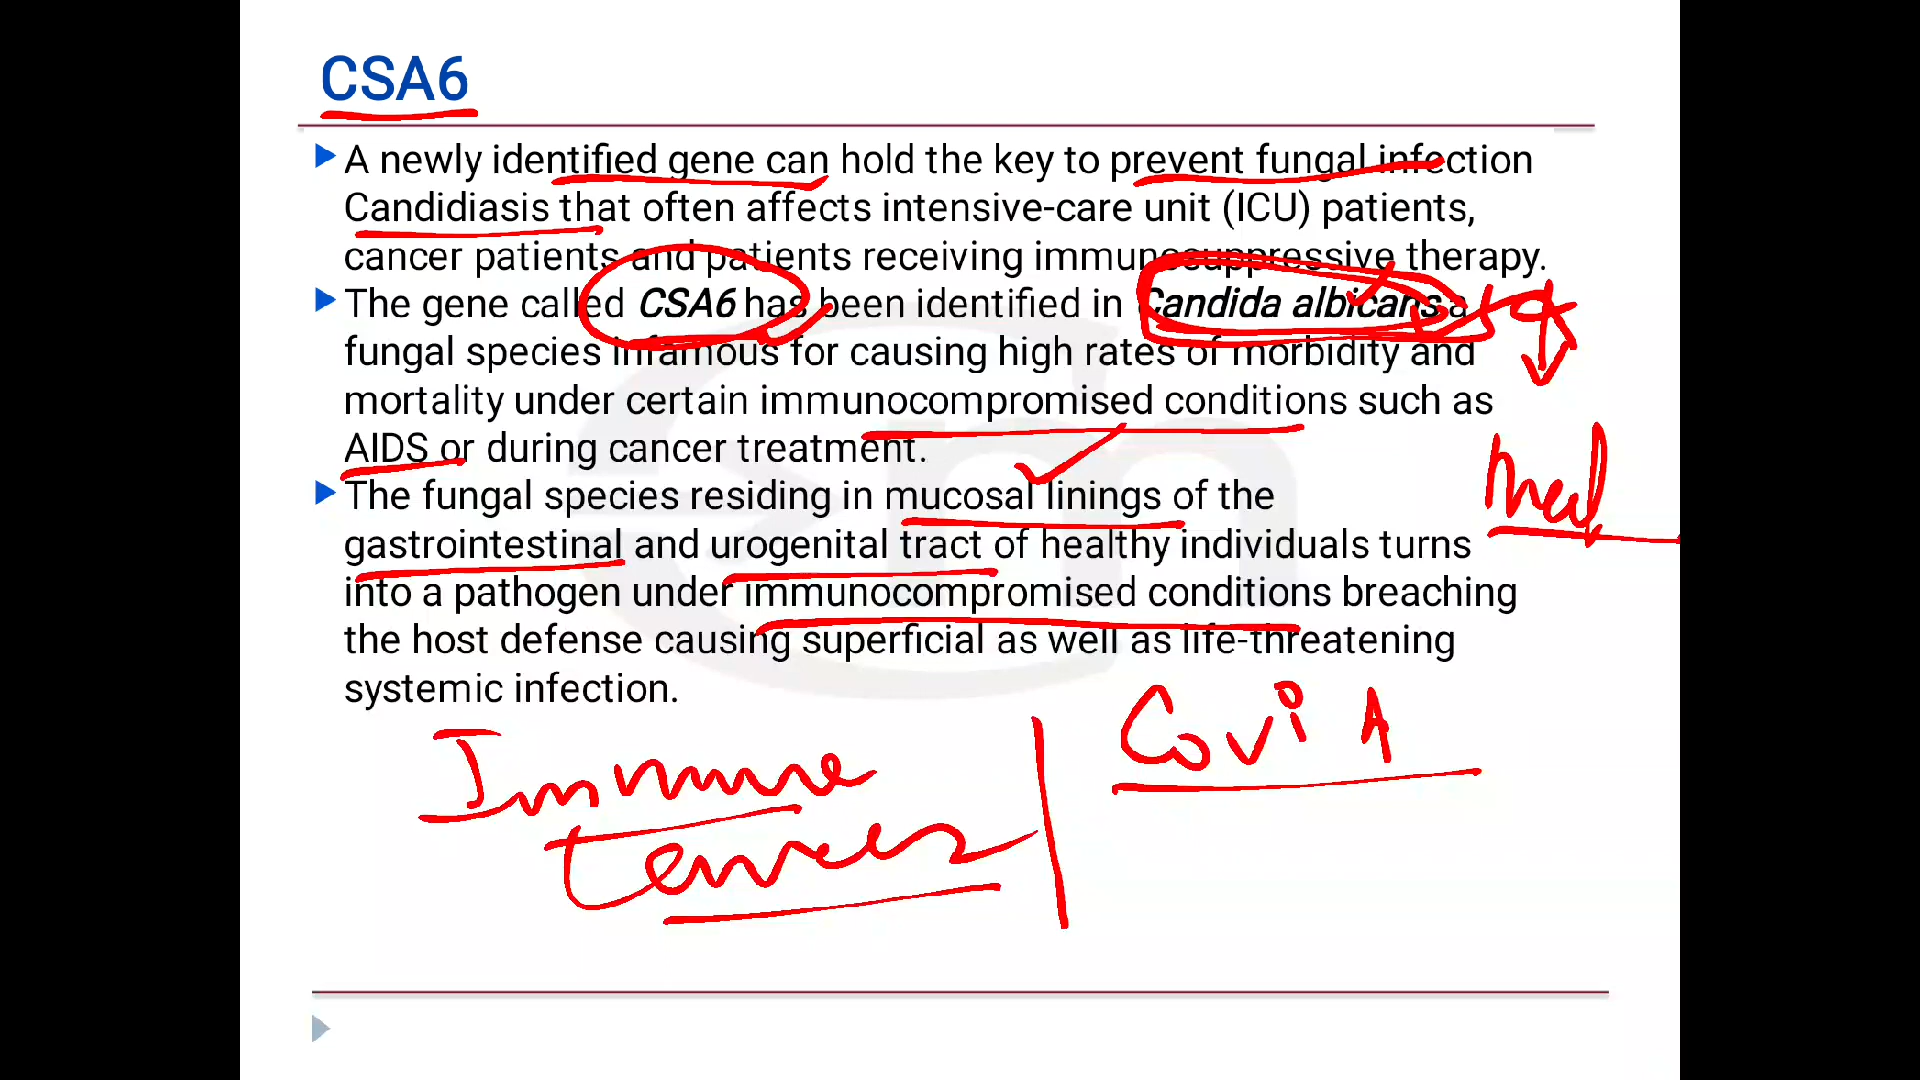 CSA6
A newly identified gene can hold the key to prevent fungal infection
Candidiasis that often affects intensive-care unit (ICU) patients,
cancer patients and patients receiving immunosuppressive therapy.
The gene called CSA6 has been identified in Candida albicans a
fungal species infamous for causing high rates of morbidity and
mortality under certain immunocompromised conditions such as
AIDS or during cancer treatment.
The fungal species residing in mucosal linings of the
gastrointestinal and urogenital tract of healthy individuals turns
into a pathogen under immunocompromised conditions breaching
the host defense causing superficial as well as life-threatening
systemic infection.
Immune